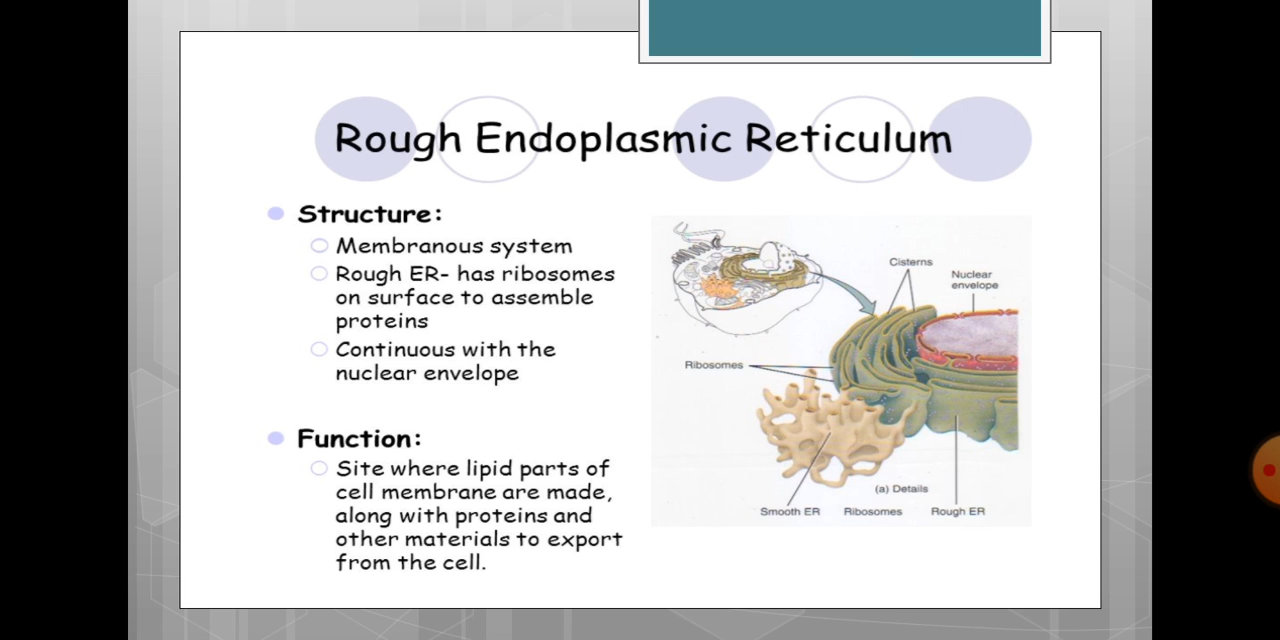 Rough Endoplasmic Reticulum
Structure:
Membranous system
Rough ER- has ribosomes
on surface to assemble
proteins
Continuous with the
nuclear envelope
Function:
Site where lipid parts of
cell membrane are made,
along with proteins and
other materials to export
from the cell.
Cisterns
Nuclear
envelope
Ribosomes
(a) Details
Smooth ER
Ribosomes
Rough ER